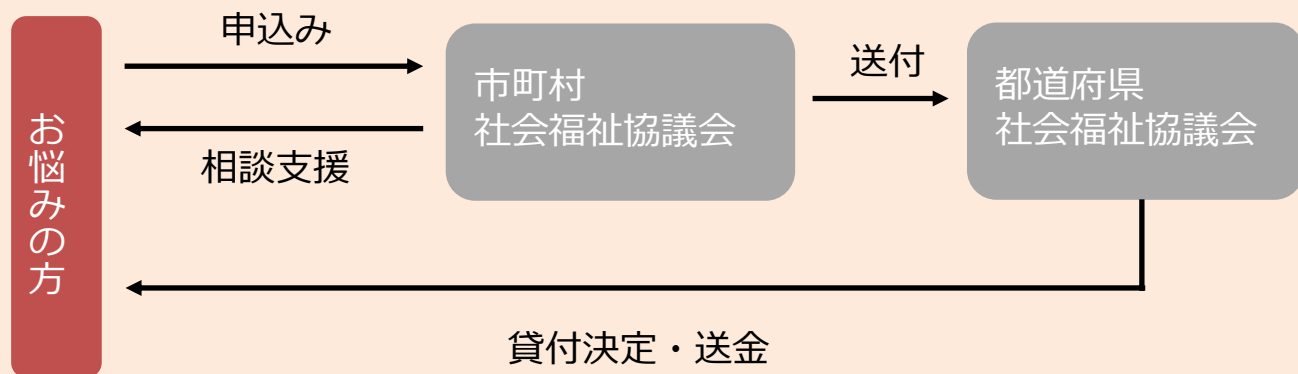 お悩みの方
申込み
相談支援
市町村
社会福祉協議会
送付
都道府県
社会福祉協議会
貸付決定・送金